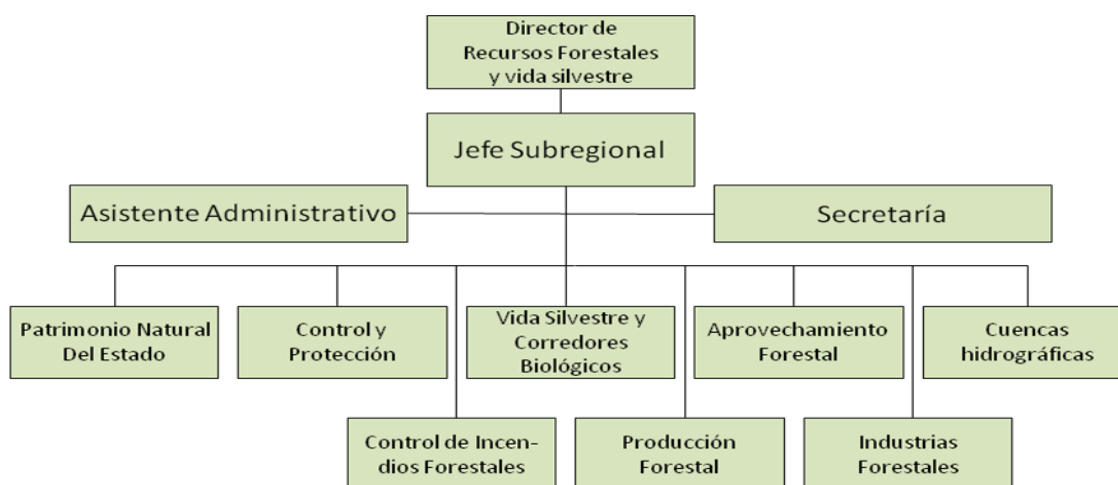 Director de
Recursos Forestales
y vida silvestre
Jefe Subregional
Asistente Administrativo
Secretaría
Patrimonio Natural
Del Estado
Control y
Protección
Vida Silvestre y
Corredores
Biológicos
Aprovechamiento
Forestal
Cuencas
hidrográficas
Control de Incen-
dios Forestales
Producción
Forestal
Industrias
Forestales